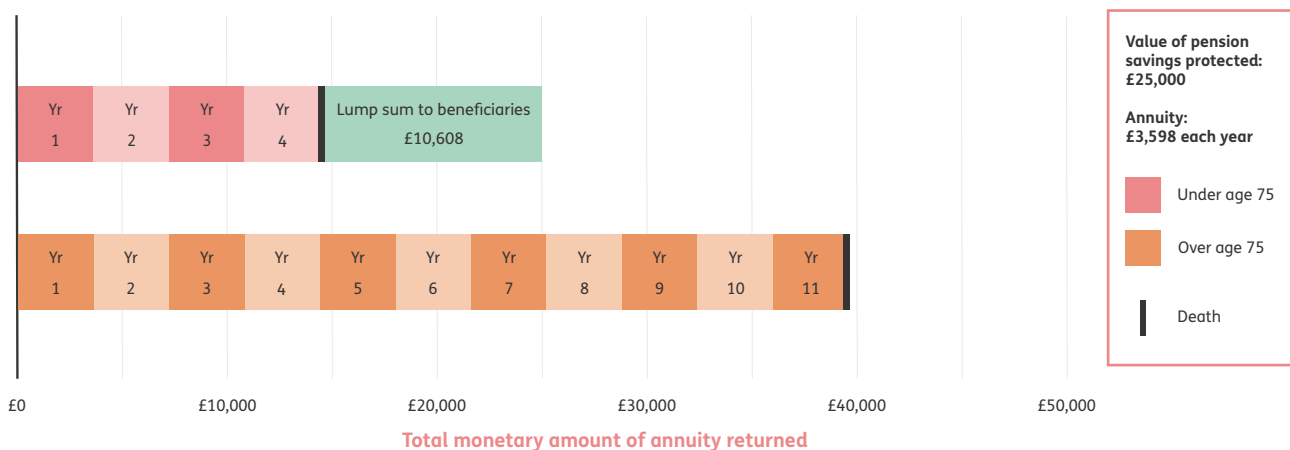 Yr Yr Yr Yr Lump sum to beneficiaries
1 2 3 4 £10,608
Yr Yr Yr Yr Yr Yr Yr Yr Yr Yr Yr
1 2 3 4 5 6 7 8 9 10 11
£0 £10,000 £20,000 £30,000 £40,000 £50,000
Total monetary amount of annuity returned
Value of pension
savings protected:
£25,000
Annuity:
£3,598 each year
Under age 75
Over age 75
Death